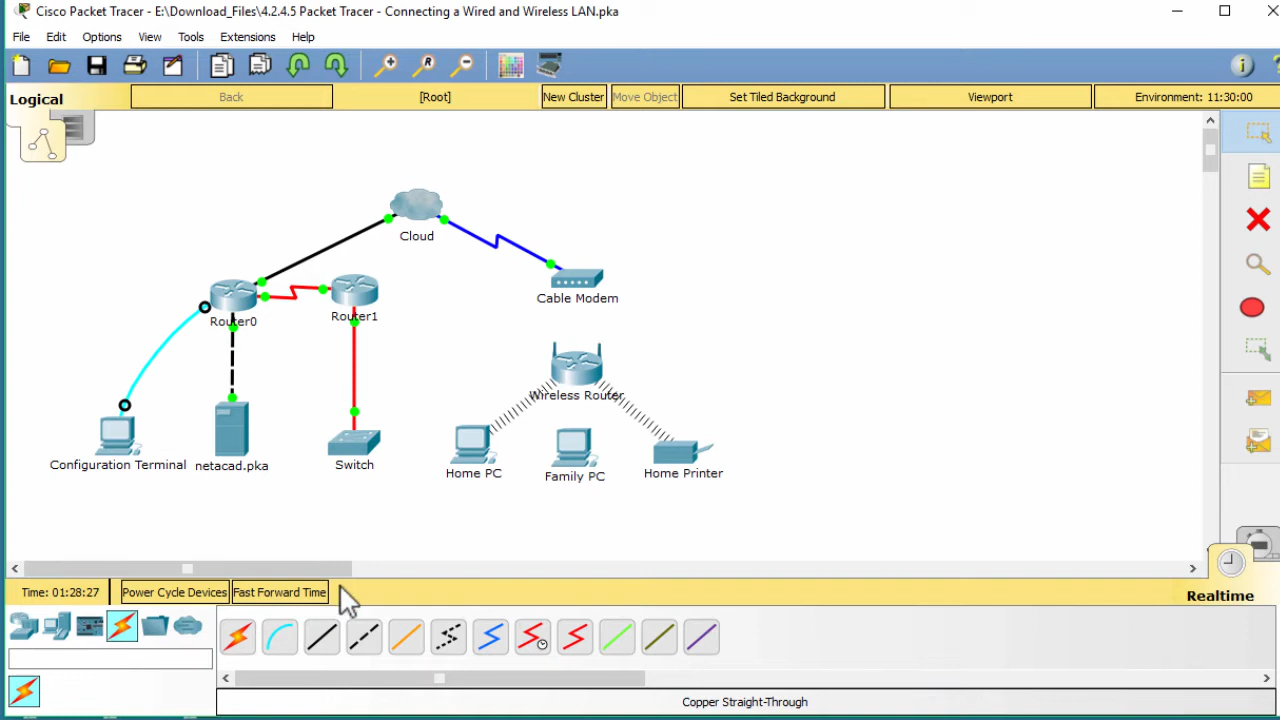 Cisco Packet Tracer - E:\Download_Files\4.2.4.5 Packet Tracer - Connecting a Wired and Wireless LAN.pka
File Edit Options View Tools Extensions Help
Logical Back [Root] New Cluster Move Object Set Tiled Background Viewport Environment: 11:30:00
Cloud
Cable Modem
Router0
Router1
Wireless Router
Configuration Terminal
netacad.pka
Switch
Home PC
Family PC
Home Printer
Time: 01:28:27 Power Cycle Devices Fast Forward Time Realtime
Copper Straight-Through